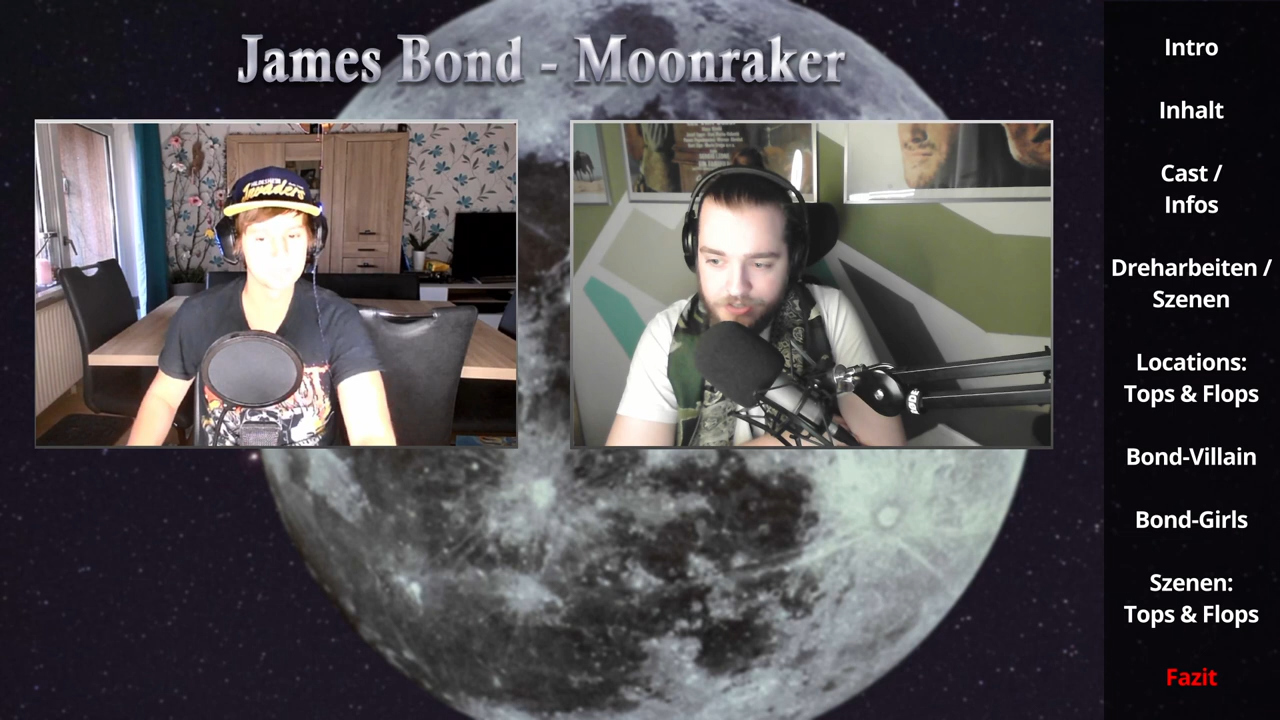 James Bond - Moonraker
Invaders
Intro
Inhalt
Cast /
Infos
Dreharbeiten /
Szenen
Locations:
Tops & Flops
Bond-Villain
Bond-Girls
Szenen:
Tops & Flops
Fazit